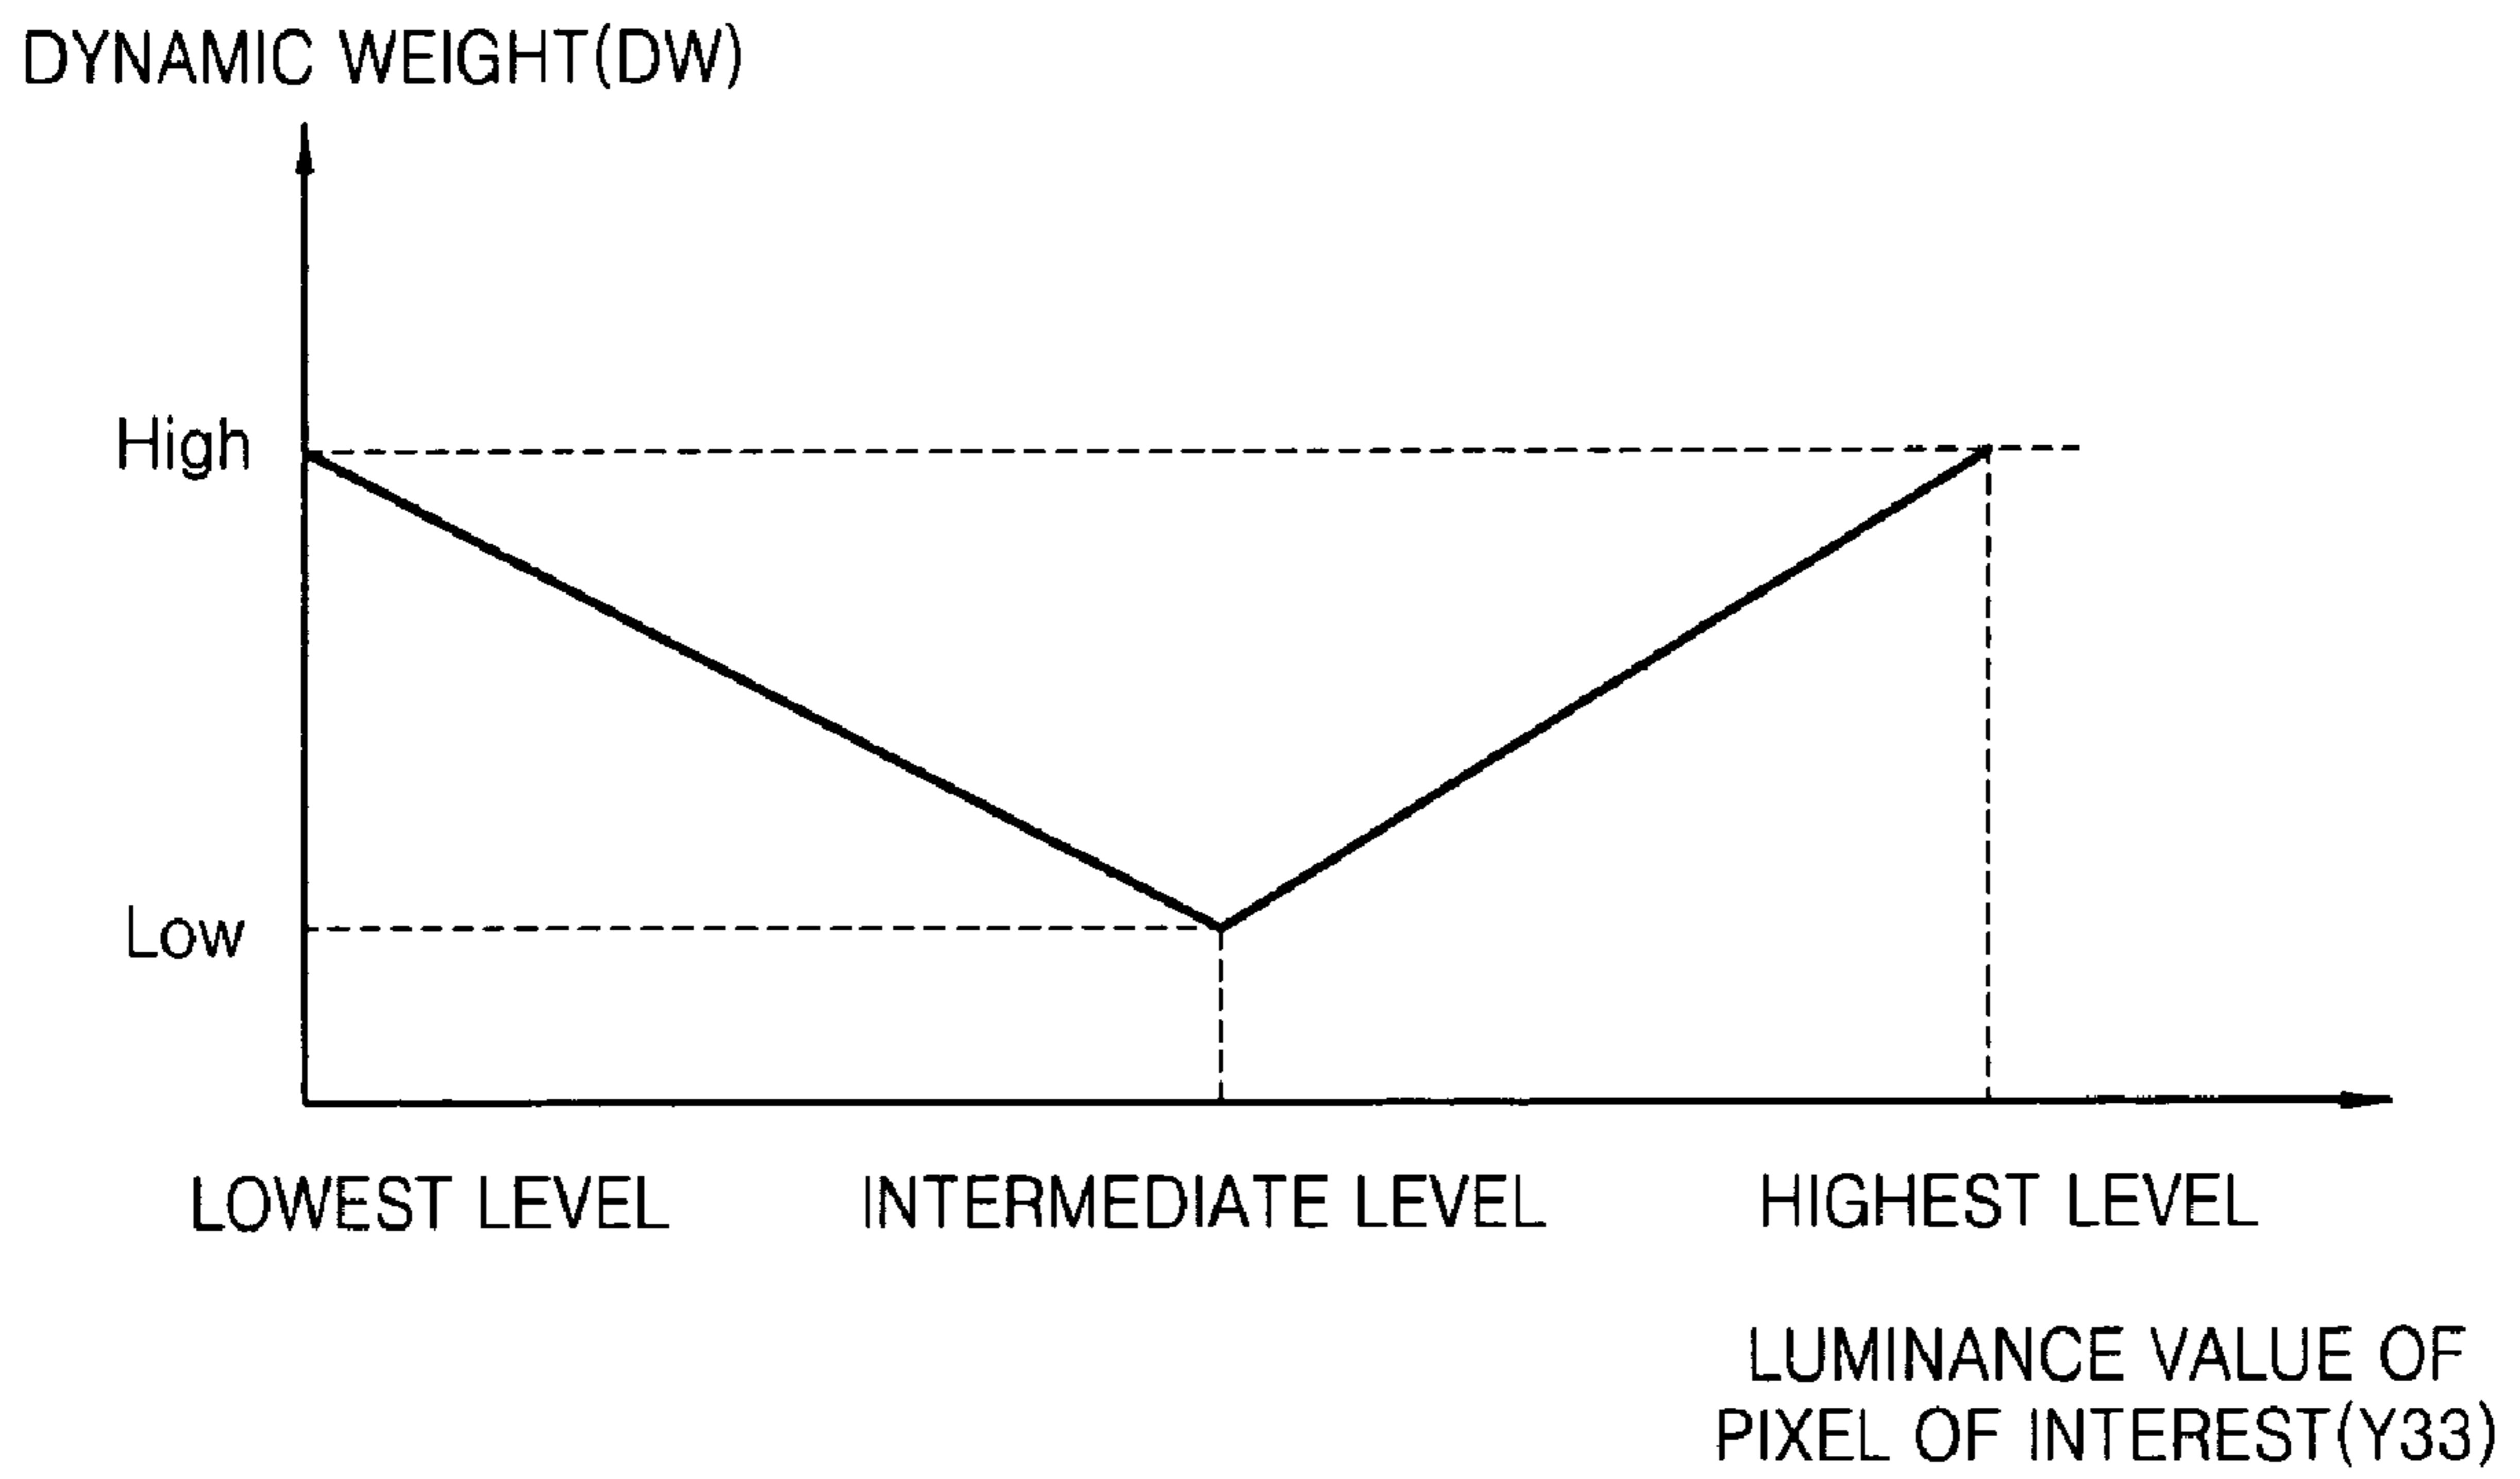 DYNAMIC WEIGHT(DW)
High
Low
LOWEST LEVEL
INTERMEDIATE LEVEL
HIGHEST LEVEL
LUMINANCE VALUE OF
PIXEL OF INTEREST(Y33)